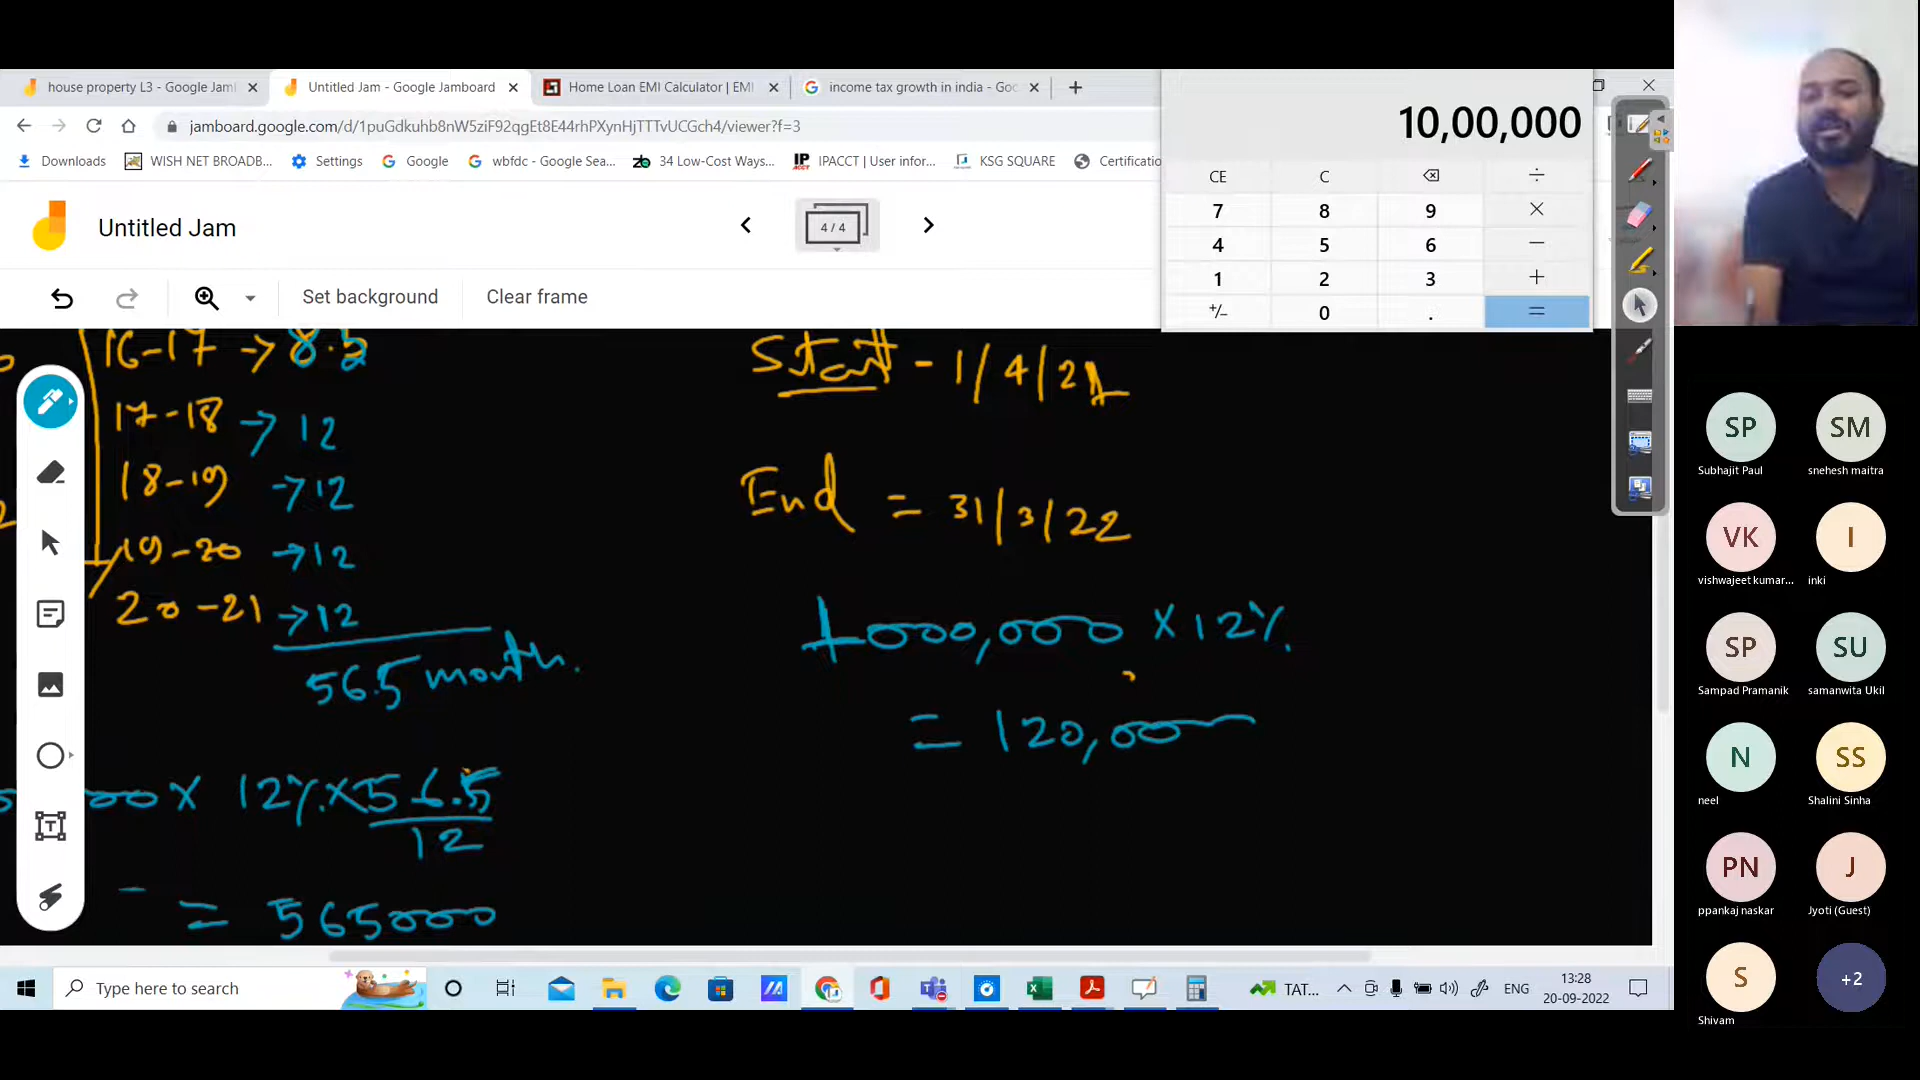 house property L3 - Google Jam
Untitled Jam - Google Jamboard
Home Loan EMI Calculator | EMI
income tax growth in india - Goo
jamboard.google.com/d/1puGdkuhb8nW5ziF92qgEt8E44rhPXynHjTTTvUCGch4/viewer?f=3
Downloads
WISH NET BROADB...
Settings
Google
wbfdc - Google Sea...
34 Low-Cost Ways...
IPACCT | User infor...
KSG SQUARE
Certificatio
10,00,000
CE C
7 8 9
4 5 6
1 2 3 +
+/- 0 . =
Untitled Jam
4 / 4
Set background
Clear frame
16-17 -> 8.5
17-18 -> 12
18-19 -> 12
19-20 -> 12
20-21 -> 12
56.5 month.
x 12% x 56.5
12
= 565000
Start - 1/4/21
End = 31/3/22
1000,000 x 12%.
= 120,000
SP
Subhajit Paul
SM
snehesh maitra
VK
vishwajeet kumar...
I
inki
SP
Sampad Pramanik
SU
samanwita Ukil
N
neel
SS
Shalini Sinha
PN
ppankaj naskar
J
Jyoti (Guest)
S
Shivam
+2
Type here to search
TAT...
ENG
13:28
20-09-2022